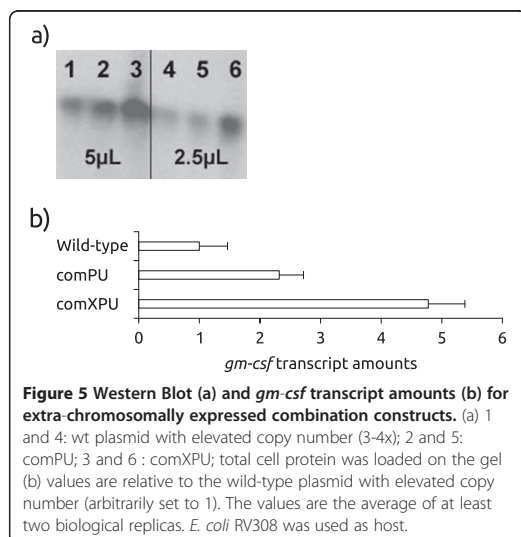 a)
1 2 3 4 5 6
5µL 2.5µL
b)
Wild-type
comPU
comXPU
0 1 2 3 4 5 6
gm-csf transcript amounts
Figure 5 Western Blot (a) and gm-csf transcript amounts (b) for
extra-chromosomally expressed combination constructs. (a) 1
and 4: wt plasmid with elevated copy number (3-4x); 2 and 5:
comPU; 3 and 6 : comXPU; total cell protein was loaded on the gel
(b) values are relative to the wild-type plasmid with elevated copy
number (arbitrarily set to 1). The values are the average of at least
two biological replicas. E. coli RV308 was used as host.